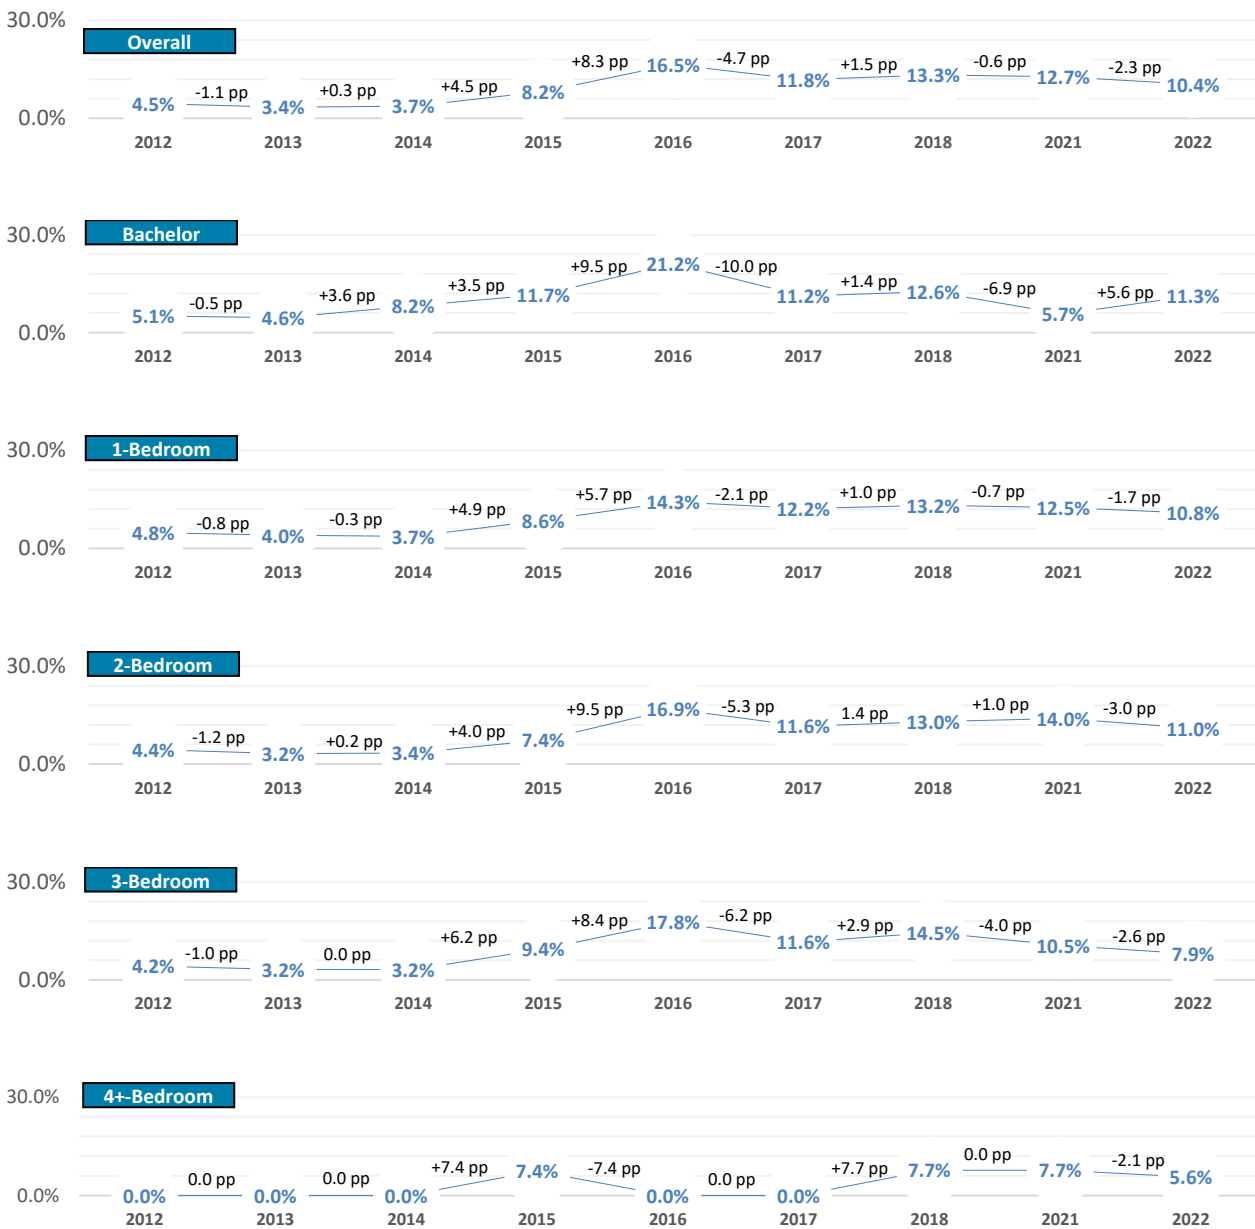 30.0%
Overall
+8.3 pp 16.5% -4.7 pp +1.5 pp 13.3% -0.6 pp 12.7% -2.3 pp
4.5% -1.1 pp 3.4% +0.3 pp 3.7% +4.5 pp 8.2% 11.8% 10.4%
0.0%
2012 2013 2014 2015 2016 2017 2018 2021 2022
30.0%
Bachelor
5.1% -0.5 pp 4.6% +3.6 pp 8.2% +3.5 pp 11.7% +9.5 pp 21.2% -10.0 pp 11.2% +1.4 pp 12.6% -6.9 pp 5.7% +5.6 pp 11.3%
0.0%
2012 2013 2014 2015 2016 2017 2018 2021 2022
30.0%
1-Bedroom
4.8% -0.8 pp 4.0% -0.3 pp 3.7% +4.9 pp 8.6% +5.7 pp 14.3% -2.1 pp 12.2% +1.0 pp 13.2% -0.7 pp 12.5% -1.7 pp 10.8%
0.0%
2012 2013 2014 2015 2016 2017 2018 2021 2022
30.0%
2-Bedroom
4.4% -1.2 pp 3.2% +0.2 pp 3.4% +4.0 pp 7.4% +9.5 pp 16.9% -5.3 pp 11.6% 1.4 pp 13.0% +1.0 pp 14.0% -3.0 pp 11.0%
0.0%
2012 2013 2014 2015 2016 2017 2018 2021 2022
30.0%
3-Bedroom
4.2% -1.0 pp 3.2% 0.0 pp 3.2% +6.2 pp 9.4% +8.4 pp 17.8% -6.2 pp 11.6% +2.9 pp 14.5% -4.0 pp 10.5% -2.6 pp 7.9%
0.0%
2012 2013 2014 2015 2016 2017 2018 2021 2022
30.0%
4+-Bedroom
0.0% 0.0 pp 0.0% 0.0 pp 0.0% +7.4 pp 7.4% -7.4 pp 0.0% 0.0 pp 0.0% +7.7 pp 7.7% 0.0 pp 7.7% -2.1 pp 5.6%
0.0%
2012 2013 2014 2015 2016 2017 2018 2021 2022